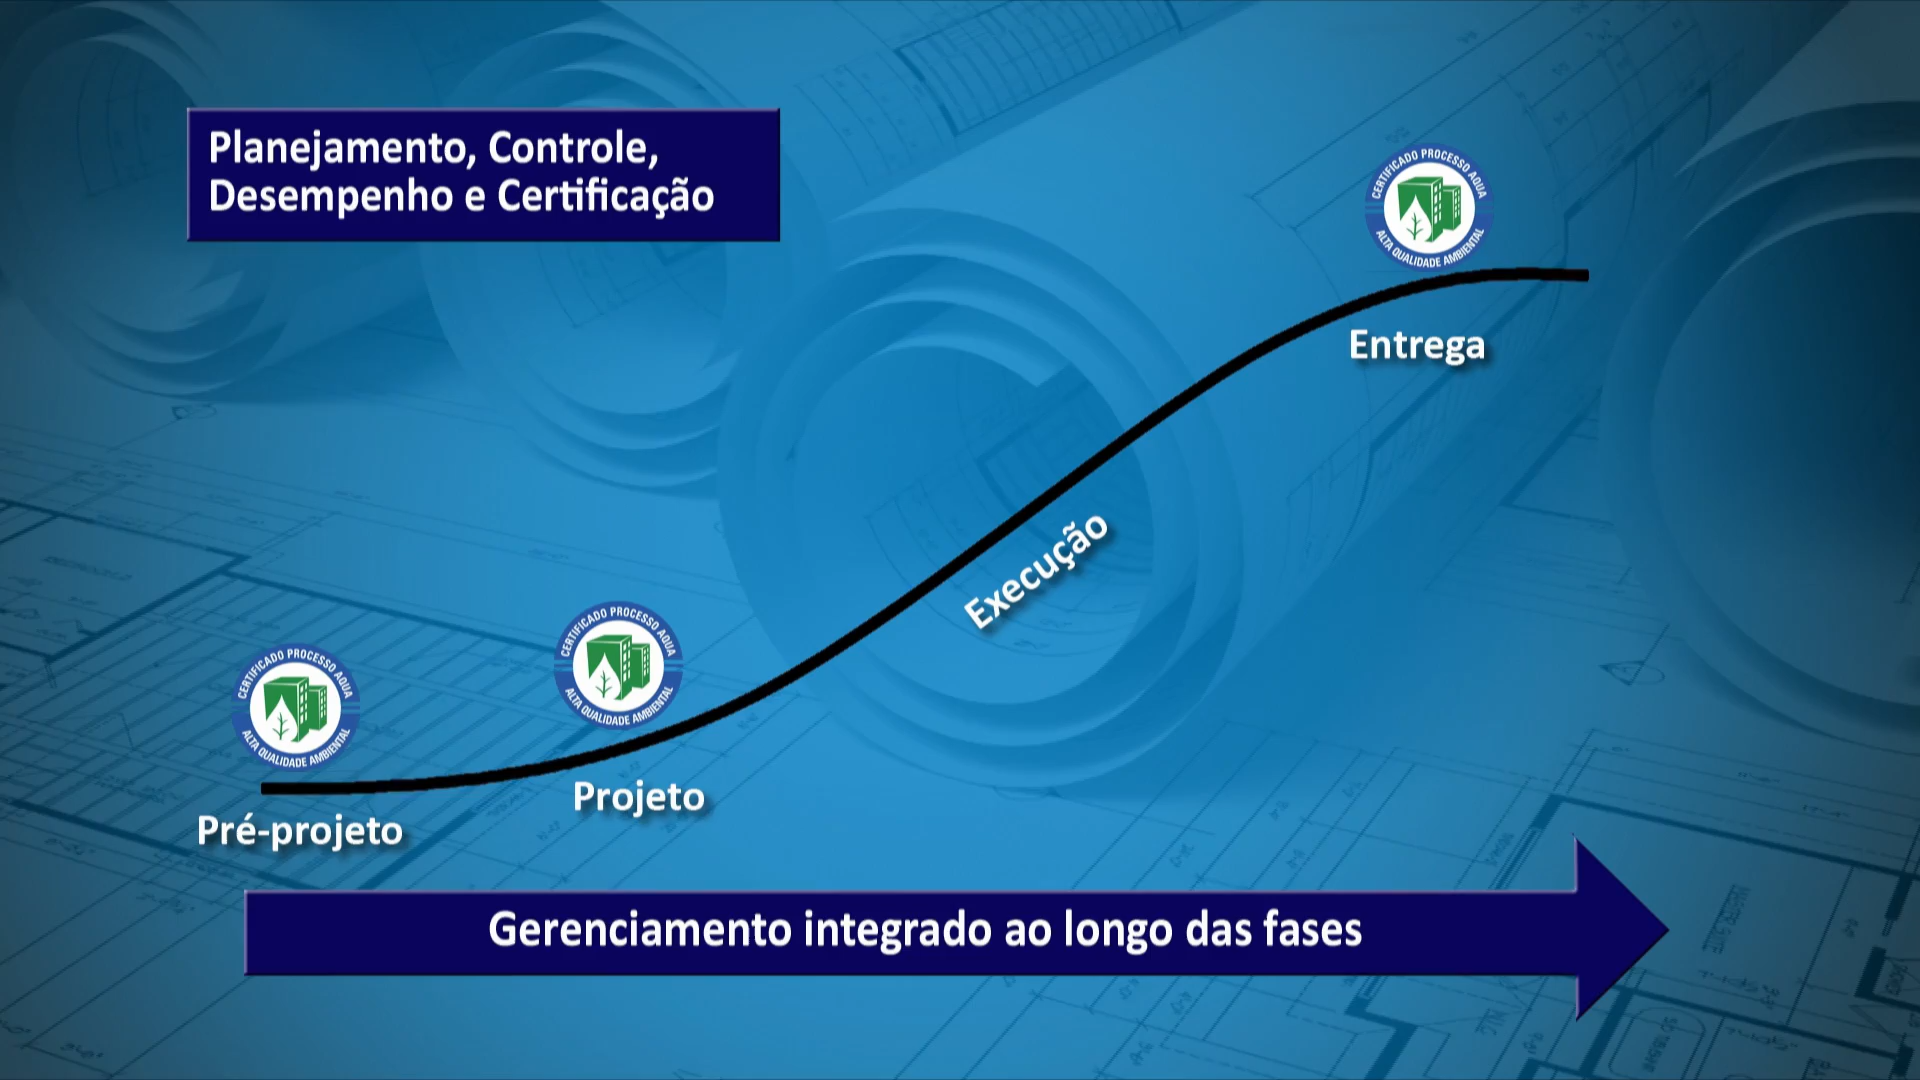 Planejamento, Controle,
Desempenho e Certificação
CERTIFICADO PROCESSO AQUA
ALTA QUALIDADE AMBIENTAL
Entrega
Execução
CERTIFICADO PROCESSO AQUA
ALTA QUALIDADE AMBIENTAL
Projeto
CERTIFICADO PROCESSO AQUA
ALTA QUALIDADE AMBIENTAL
Pré-projeto
Gerenciamento integrado ao longo das fases